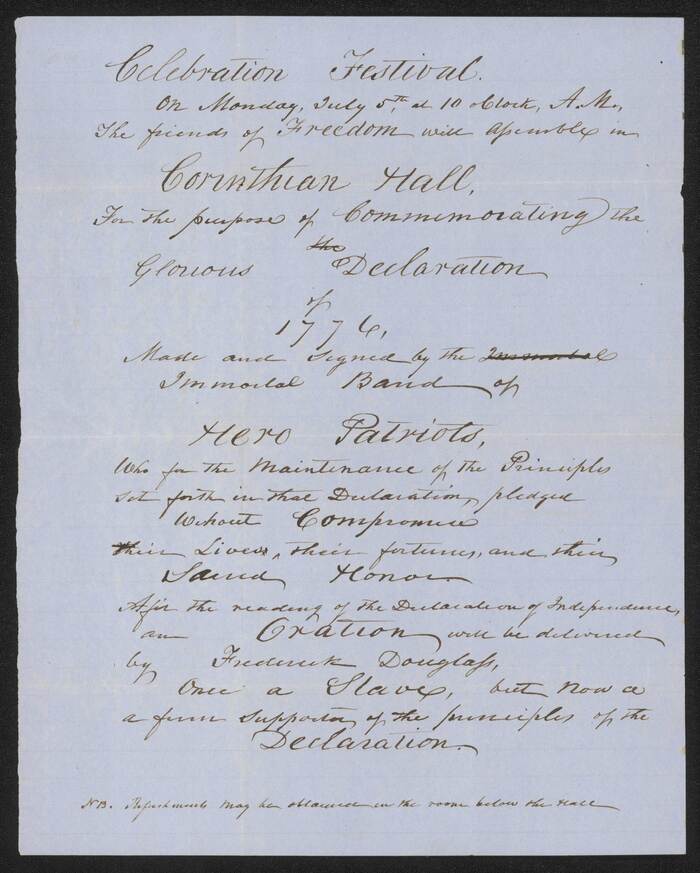 Celebration Festival.
On Monday, July 5th, at 10 oClock, A.M.,
The friends of Freedom will assemble in
Corinthian Hall,
For the purpose of Commemorating the
Glorious the Declaration
of
1776,
Made and Signed by the Immortal
Immortal Band of
Hero Patriots,
Who for the Maintenance of the Principles
Set forth in that Declaration, pledged
Without Compromise
their Lives, their fortunes, and their
Sacred Honor
After the reading of the Declaration of Independence,
an Oration will be delivered
by Frederick Douglass,
Once a Slave, but now a
a firm supporter of the principles of the
Declaration.
NB. Refreshments may be obtained in the room below the Hall